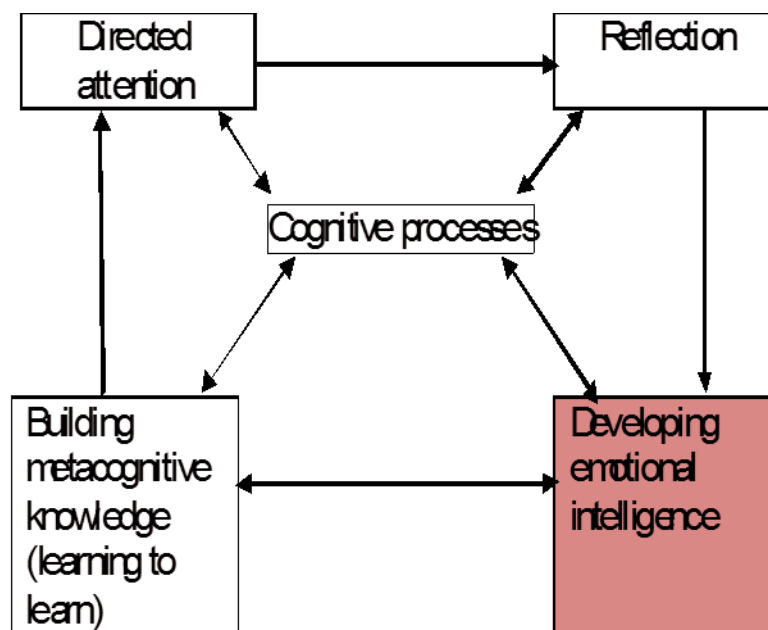 Directed
attention
Reflection
Cognitive processes
Building
metacognitive
knowledge
(learning to
learn)
Developing
emotional
intelligence